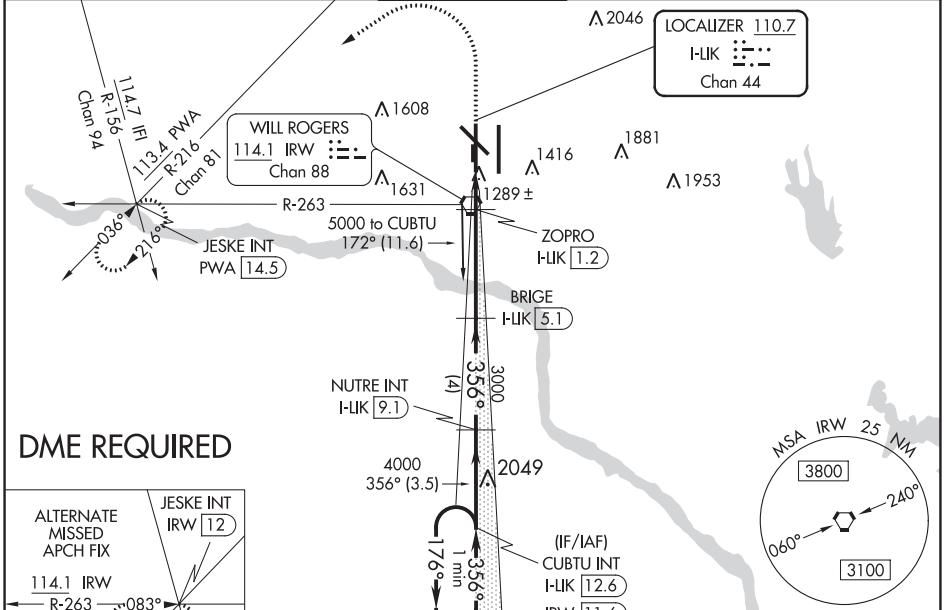 2046
LOCALIZER 110.7
I-LIK
Chan 44
114.7 IFI
R-156
Chan 94
113.4 PWA
R-216
Chan 81
1608
WILL ROGERS
114.1 IRW
Chan 88
1631
1416
1881
1953
1289 ±
R-263
036°
216°
JESKE INT
PWA 14.5
5000 to CUBTU
172° (11.6)
ZOPRO
I-LIK 1.2
BRIGE
I-LIK 5.1
356°
3000
(4)
NUTRE INT
I-LIK 9.1
DME REQUIRED
4000
356° (3.5)
2049
MSA IRW 25 NM
3800
240°
060°
3100
ALTERNATE
MISSED
APCH FIX
JESKE INT
IRW 12
114.1 IRW
R-263
083°
176°
1 min
356°
(IF/IAF)
CUBTU INT
I-LIK 12.6
IRW 11.6